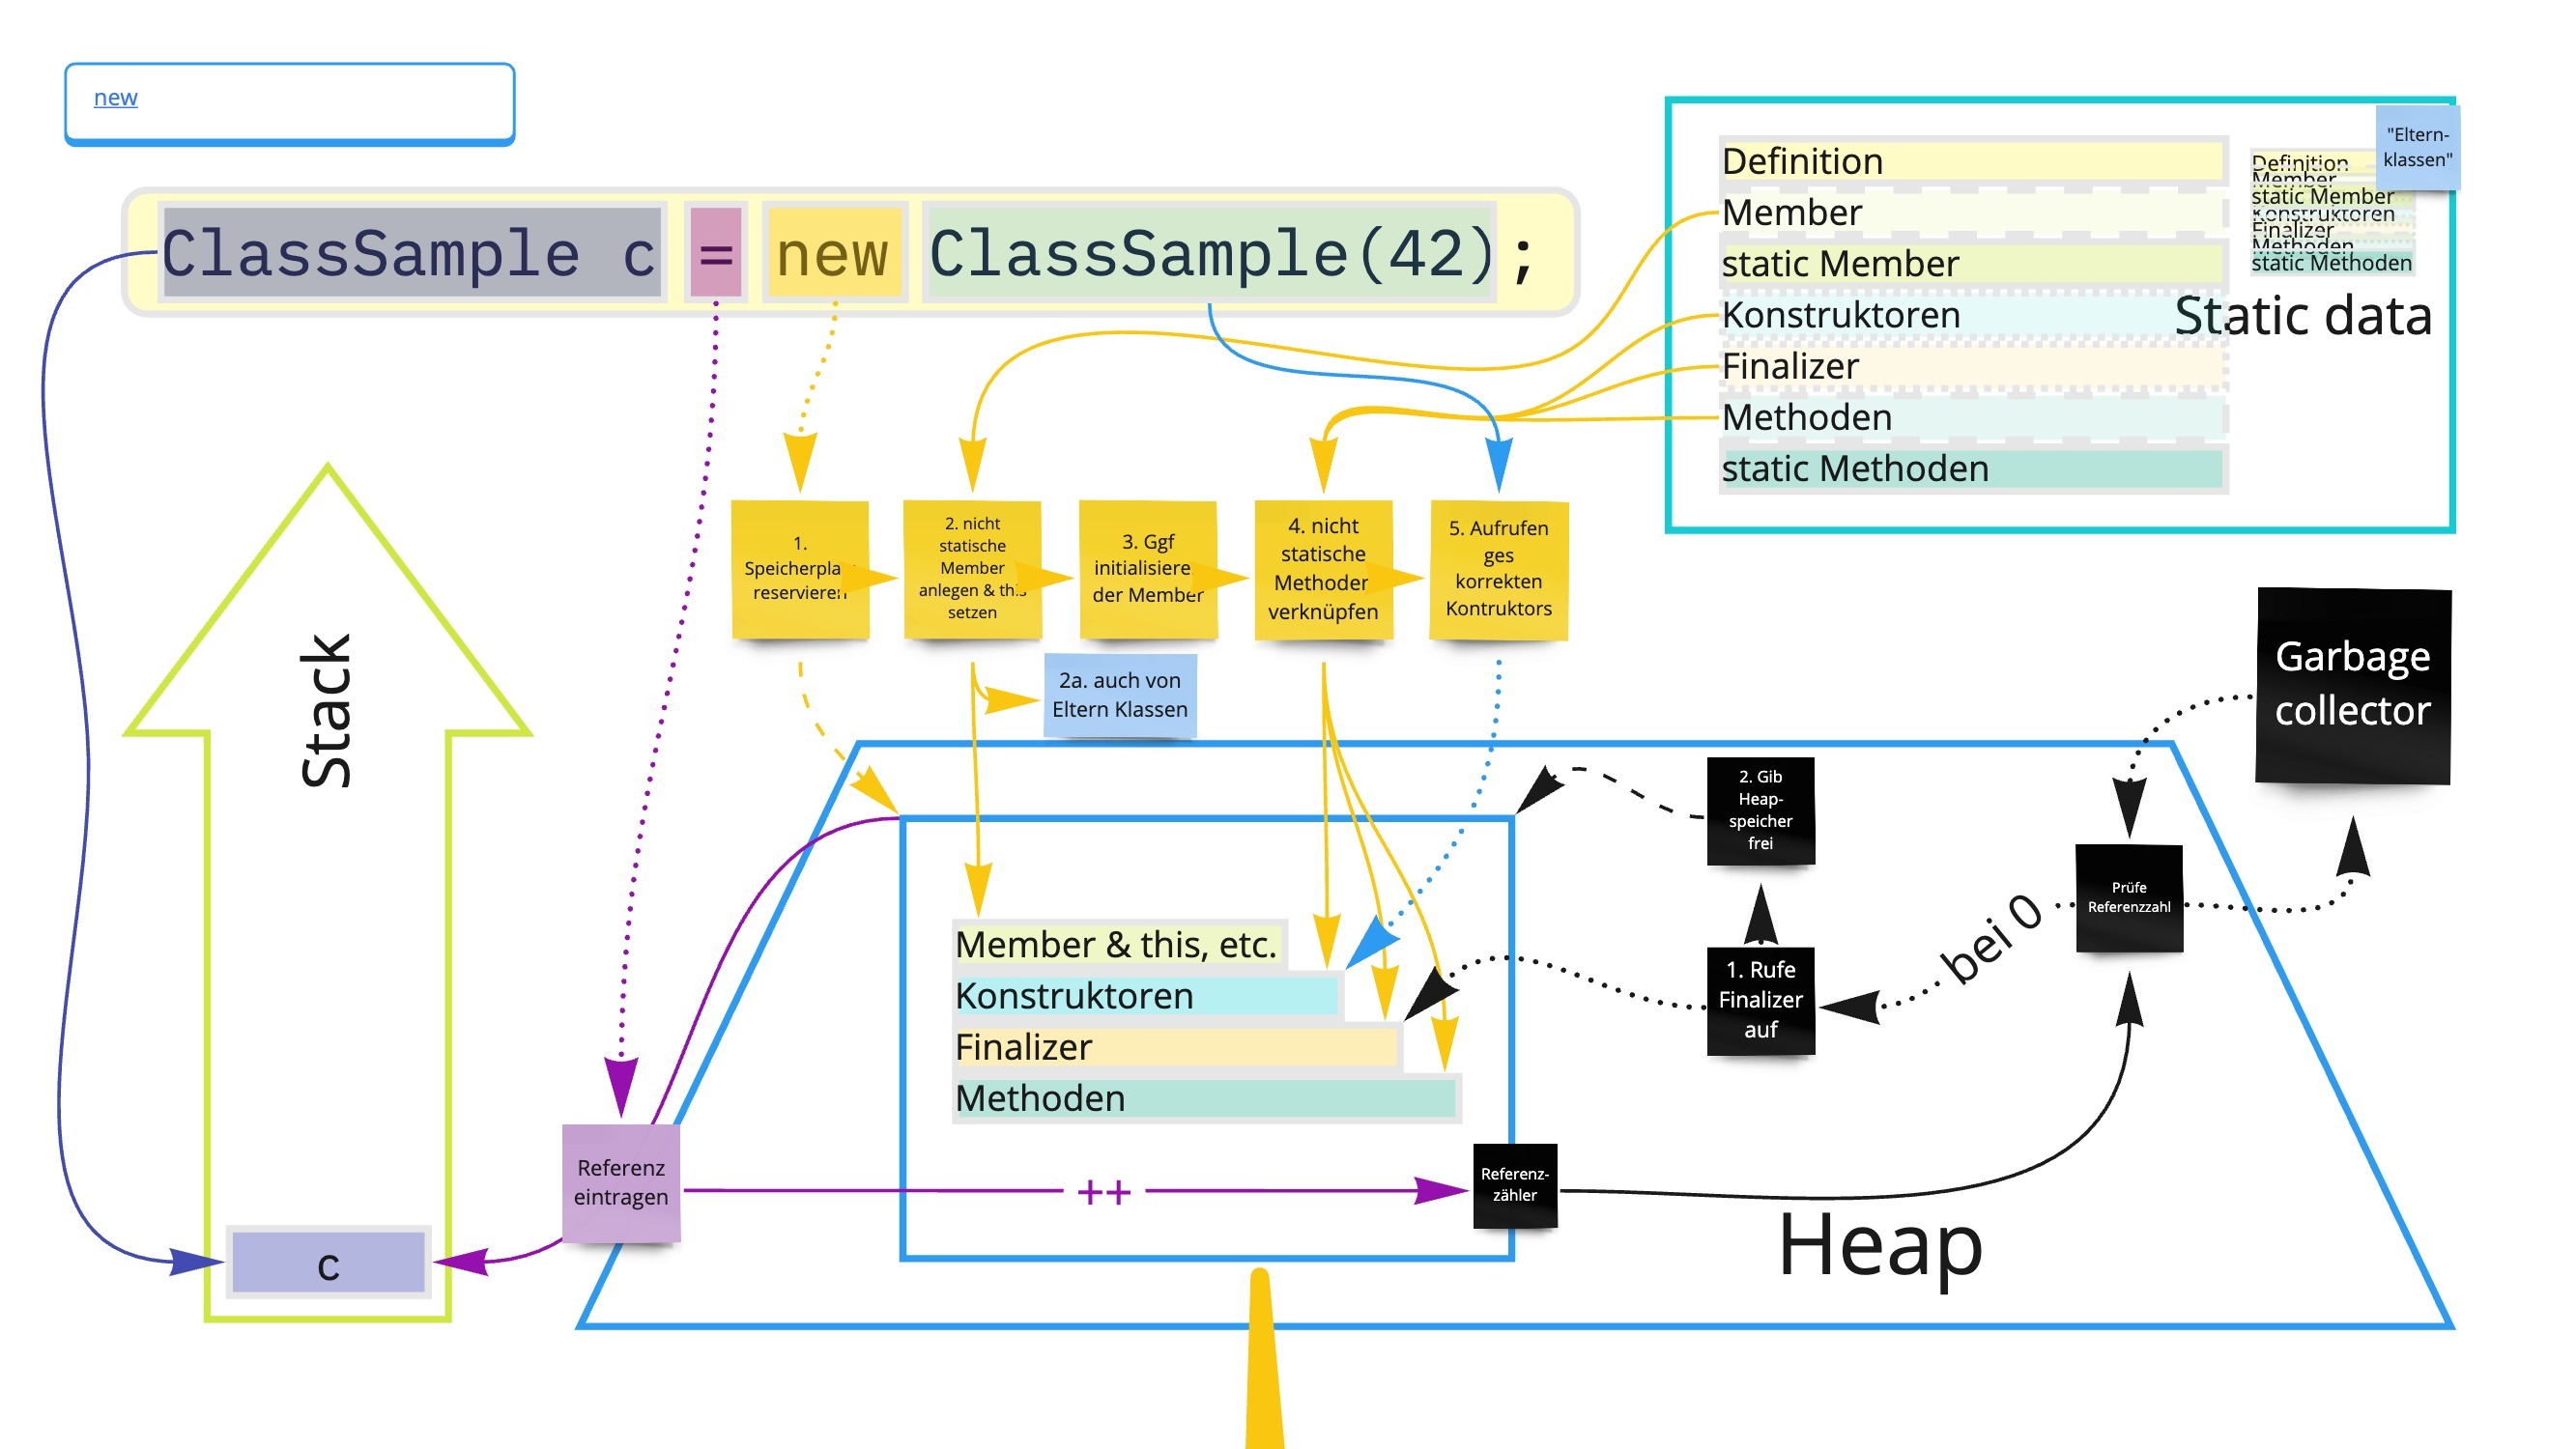 new
ClassSample c = new ClassSample(42);
Definition
Member
static Member
Konstruktoren
Finalizer
Methoden
static Methoden
"Eltern-
klassen"
Definition
Member
static Member
Konstruktoren
Finalizer
Methoden
static Methoden
Static data
1.
Speicherplatz
reservieren
2. nicht
statische
Member
anlegen & this
setzen
3. Ggf
initialisieren
der Member
4. nicht
statische
Methoden
verknüpfen
5. Aufrufen
ges
korrekten
Kontruktors
2a. auch von
Eltern Klassen
Stack
c
Referenz
eintragen
++
Member & this, etc.
Konstruktoren
Finalizer
Methoden
Referenz-
zähler
Heap
2. Gib
Heap-
speicher
frei
1. Rufe
Finalizer
auf
bei 0
Prüfe
Referenzzahl
Garbage
collector